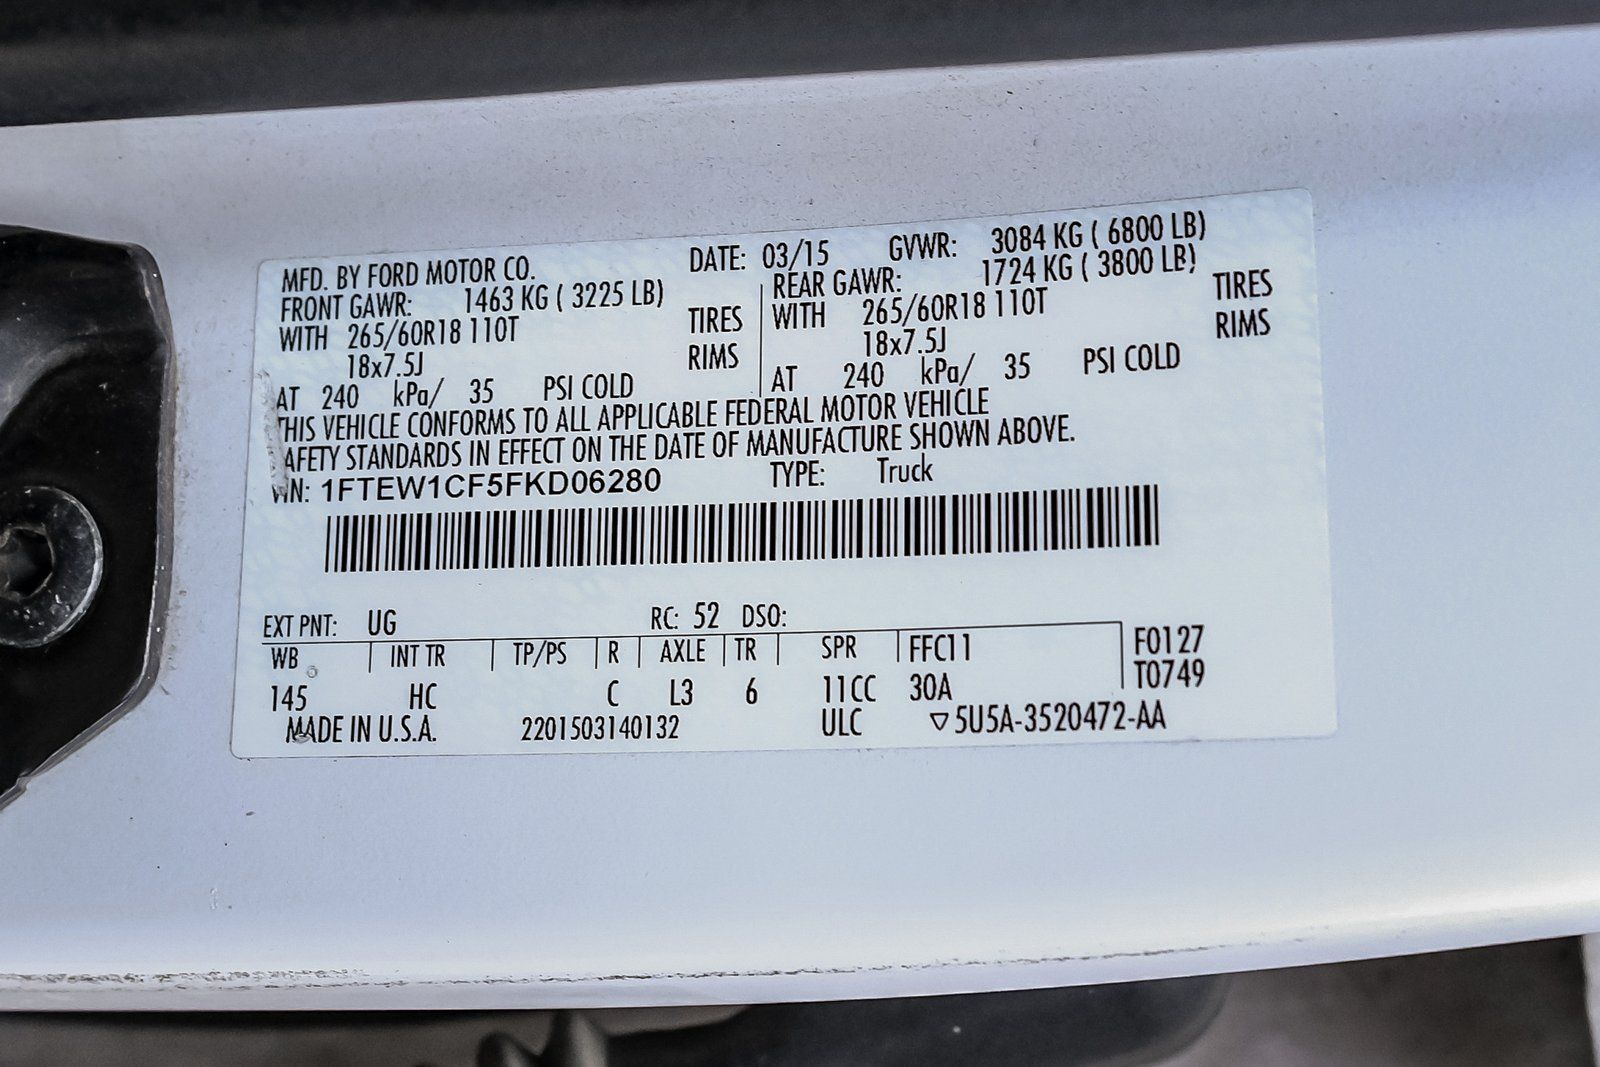 MFD. BY FORD MOTOR CO. DATE: 03/15 GVWR: 3084 KG ( 6800 LB)
FRONT GAWR: 1463 KG ( 3225 LB) REAR GAWR: 1724 KG ( 3800 LB)
WITH 265/60R18 110T TIRES WITH 265/60R18 110T TIRES
18x7.5J RIMS 18x7.5J RIMS
AT 240 kPa/ 35 PSI COLD AT 240 kPa/ 35 PSI COLD
THIS VEHICLE CONFORMS TO ALL APPLICABLE FEDERAL MOTOR VEHICLE
AFETY STANDARDS IN EFFECT ON THE DATE OF MANUFACTURE SHOWN ABOVE.
VIN: 1FTEW1CF5FKD06280 TYPE: Truck
EXT PNT: UG RC: 52 DSO:
WB INT TR TP/PS R AXLE TR SPR FFC11 F0127
145 HC C L3 6 11CC 30A T0749
MADE IN U.S.A. 2201503140132 ULC ▽5U5A-3520472-AA